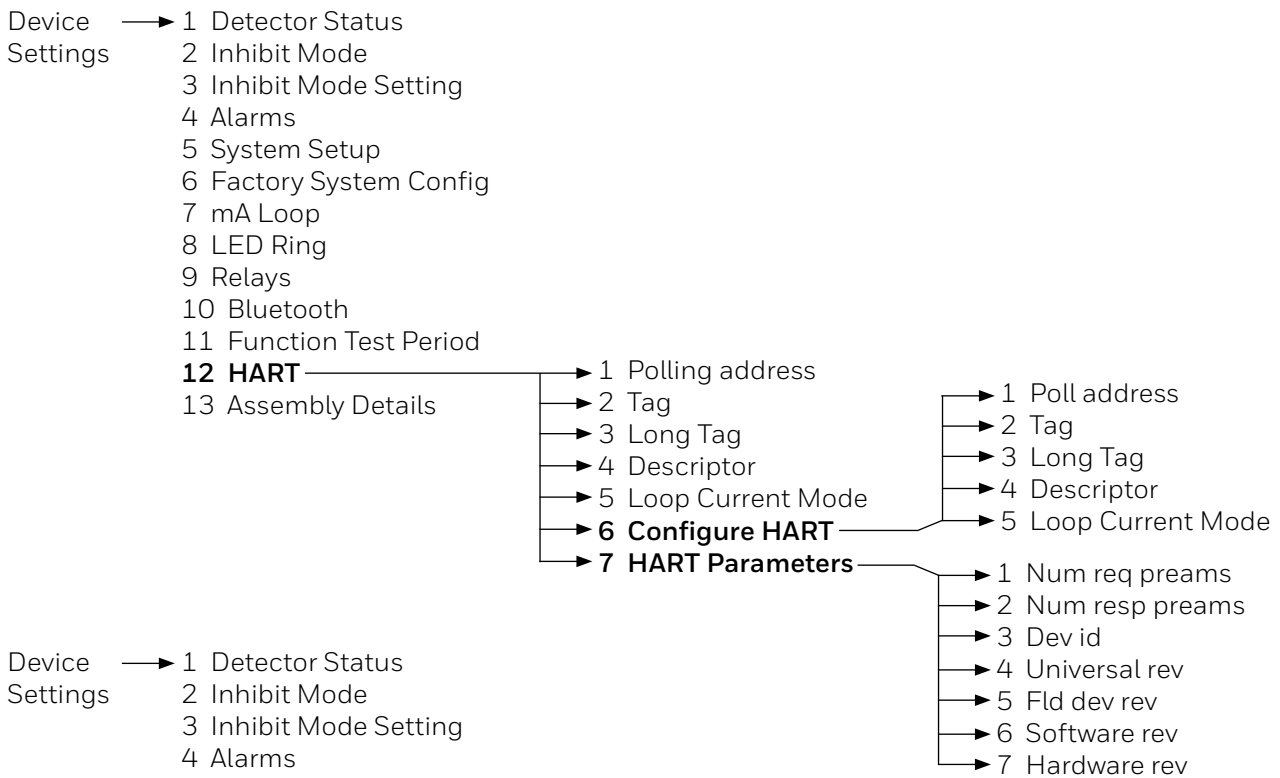 Device
Settings
1 Detector Status
2 Inhibit Mode
3 Inhibit Mode Setting
4 Alarms
5 System Setup
6 Factory System Config
7 mA Loop
8 LED Ring
9 Relays
10 Bluetooth
11 Function Test Period
12 HART
13 Assembly Details
1 Polling address
2 Tag
3 Long Tag
4 Descriptor
5 Loop Current Mode
6 Configure HART
7 HART Parameters
1 Poll address
2 Tag
3 Long Tag
4 Descriptor
5 Loop Current Mode
1 Num req preams
2 Num resp preams
3 Dev id
4 Universal rev
5 Fld dev rev
6 Software rev
7 Hardware rev
Device
Settings
1 Detector Status
2 Inhibit Mode
3 Inhibit Mode Setting
4 Alarms